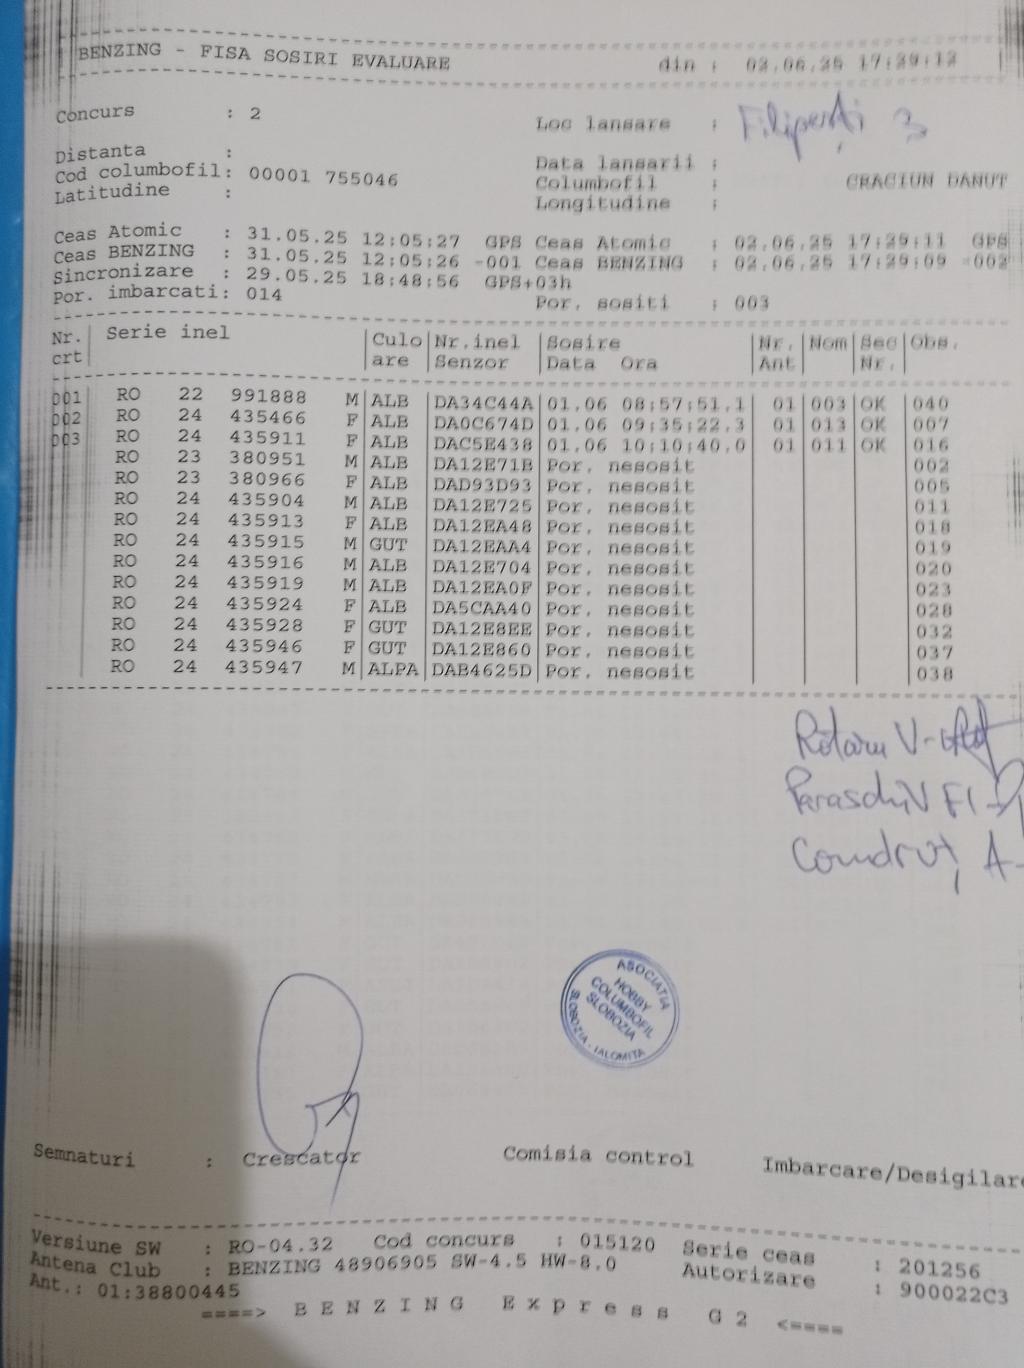 BENZING - FISA SOSIRI EVALUARE din : 02.06.25 17:29:12
Concurs : 2 Loc lansare : Filipești 3
Distanta : Data lansarii :
Cod columbofil: 00001 755046 Columbofil : CRACIUN DANUT
Latitudine : Longitudine :
Ceas Atomic : 31.05.25 12:05:27 GPS Ceas Atomic : 02.06.25 17:29:11 GPS
Ceas BENZING : 31.05.25 12:05:26 -001 Ceas BENZING : 02.06.25 17:29:09 -002
Sincronizare : 29.05.25 18:48:56 GPS+03h
Por. imbarcati: 014 Por. sositi : 003
Nr. Serie inel Culo Nr.inel Sosire Nr. Nom Sec Obs.
crt are Senzor Data Ora Ant Nr.
001 RO 22 991888 M ALB DA34C44A 01.06 08:57:51,1 01 003 OK 040
002 RO 24 435466 F ALB DA0C674D 01.06 09:35:22,3 01 013 OK 007
003 RO 24 435911 F ALB DAC5E438 01.06 10:10:40,0 01 011 OK 016
RO 23 380951 M ALB DA12E71B Por. nesosit 002
RO 23 380966 F ALB DAD93D93 Por. nesosit 005
RO 24 435904 M ALB DA12E725 Por. nesosit 011
RO 24 435913 F ALB DA12EA48 Por. nesosit 018
RO 24 435915 M GUT DA12EAA4 Por. nesosit 019
RO 24 435916 M ALB DA12E704 Por. nesosit 020
RO 24 435919 M ALB DA12EA0F Por. nesosit 023
RO 24 435924 F ALB DA5CAA40 Por. nesosit 028
RO 24 435928 F GUT DA12E8EE Por. nesosit 032
RO 24 435946 F GUT DA12E860 Por. nesosit 037
RO 24 435947 M ALPA DAB4625D Por. nesosit 038
Rotaru V-
Paraschiv Fl-
Comdruț A-
ASOCIATIA
HOBBY
COLUMBOFIL
SLOBOZIA
SLOBOZIA - IALOMITA
Semnaturi : Crescator Comisia control Imbarcare/Desigilare
Versiune SW : RO-04.32 Cod concurs : 015120 Serie ceas : 201256
Antena Club : BENZING 48906905 SW-4.5 HW-8.0 Autorizare : 900022C3
Ant.: 01:38800445
====> B E N Z I N G E x p r e s s G 2 <====